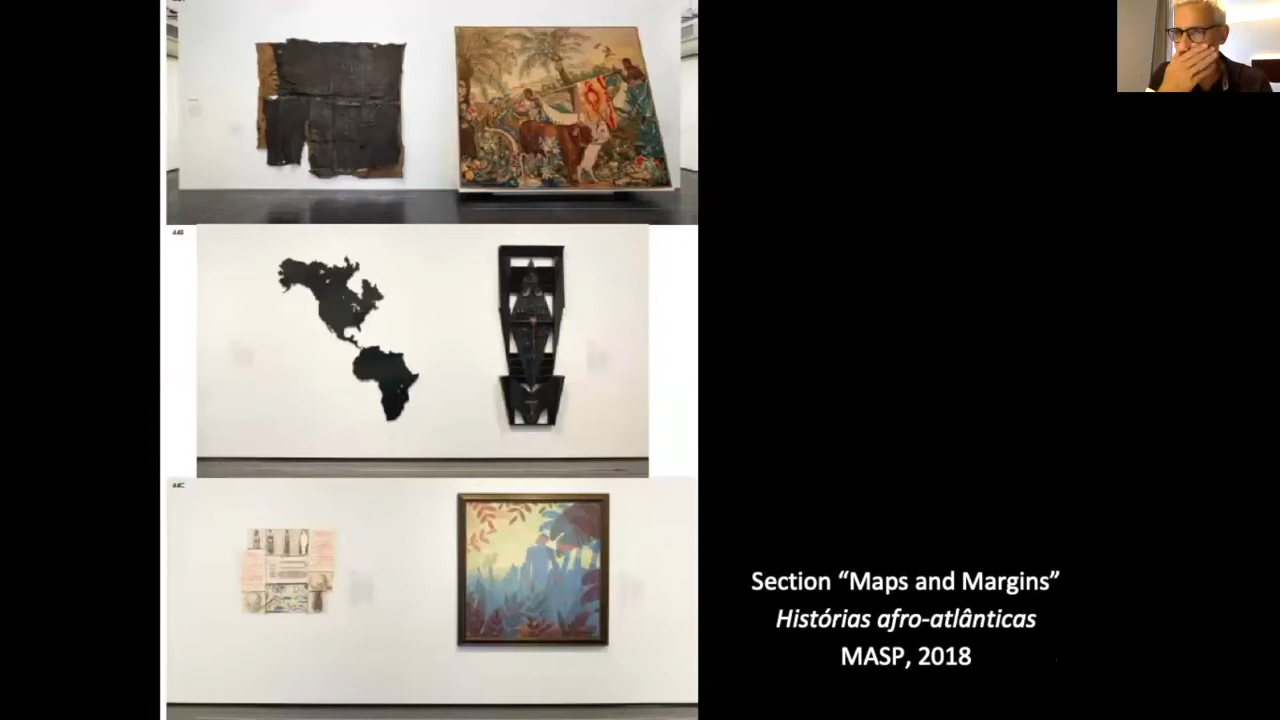 Section “Maps and Margins”
Histórias afro-atlânticas
MASP, 2018